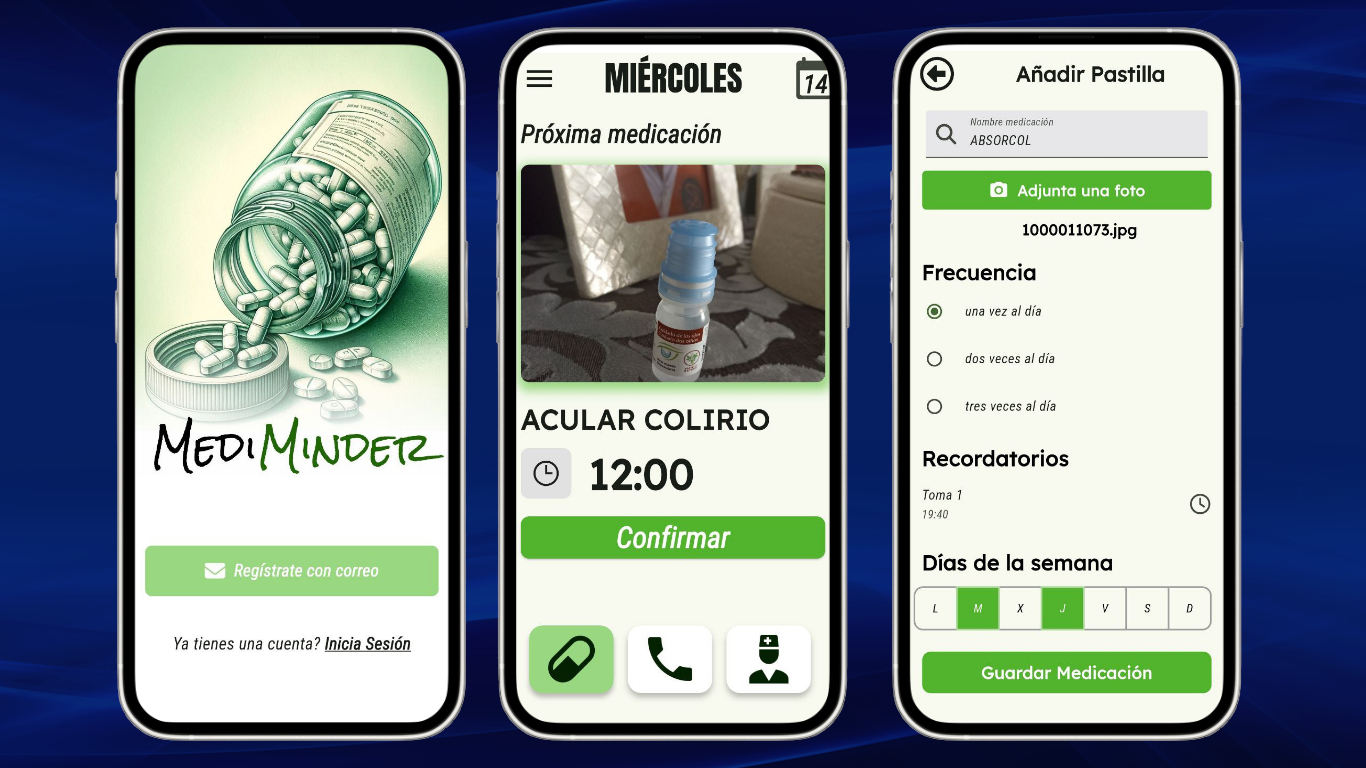 MEDIMINDER
Regístrate con correo
Ya tienes una cuenta? Inicia Sesión
MIÉRCOLES
14
Próxima medicación
ACULAR COLIRIO
12:00
Confirmar
Añadir Pastilla
Nombre medicación
ABSORCOL
Adjunta una foto
1000011073.jpg
Frecuencia
una vez al día
dos veces al día
tres veces al día
Recordatorios
Toma 1
19:40
Días de la semana
L M X J V S D
Guardar Medicación